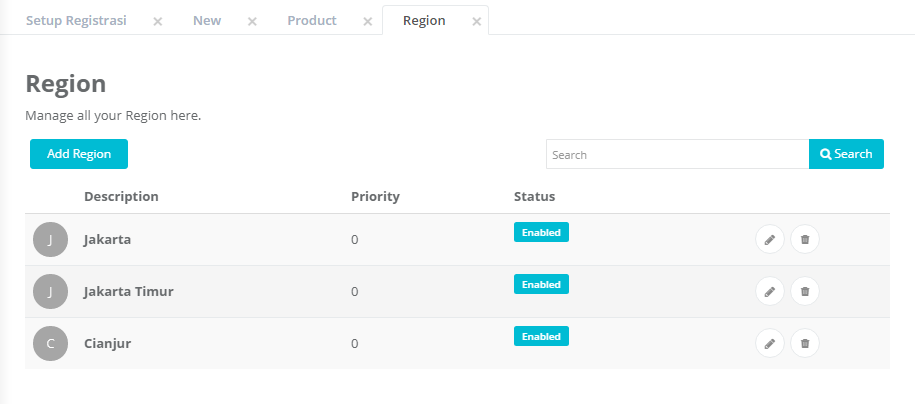 Setup Registrasi × New × Product × Region ×
Region
Manage all your Region here.
Add Region Search Search
Description Priority Status
J Jakarta 0 Enabled
J Jakarta Timur 0 Enabled
C Cianjur 0 Enabled